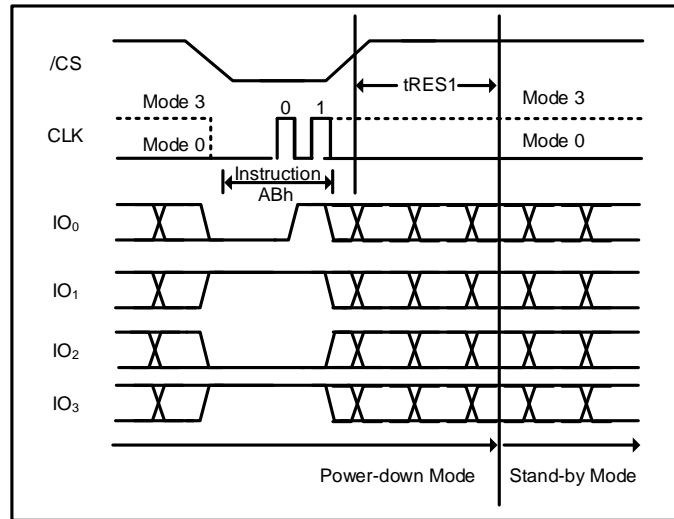 /CS
tRES1
Mode 3
0 1
Mode 3
CLK
Mode 0
Mode 0
Instruction
ABh
IO₀
IO₁
IO₂
IO₃
Power-down Mode
Stand-by Mode